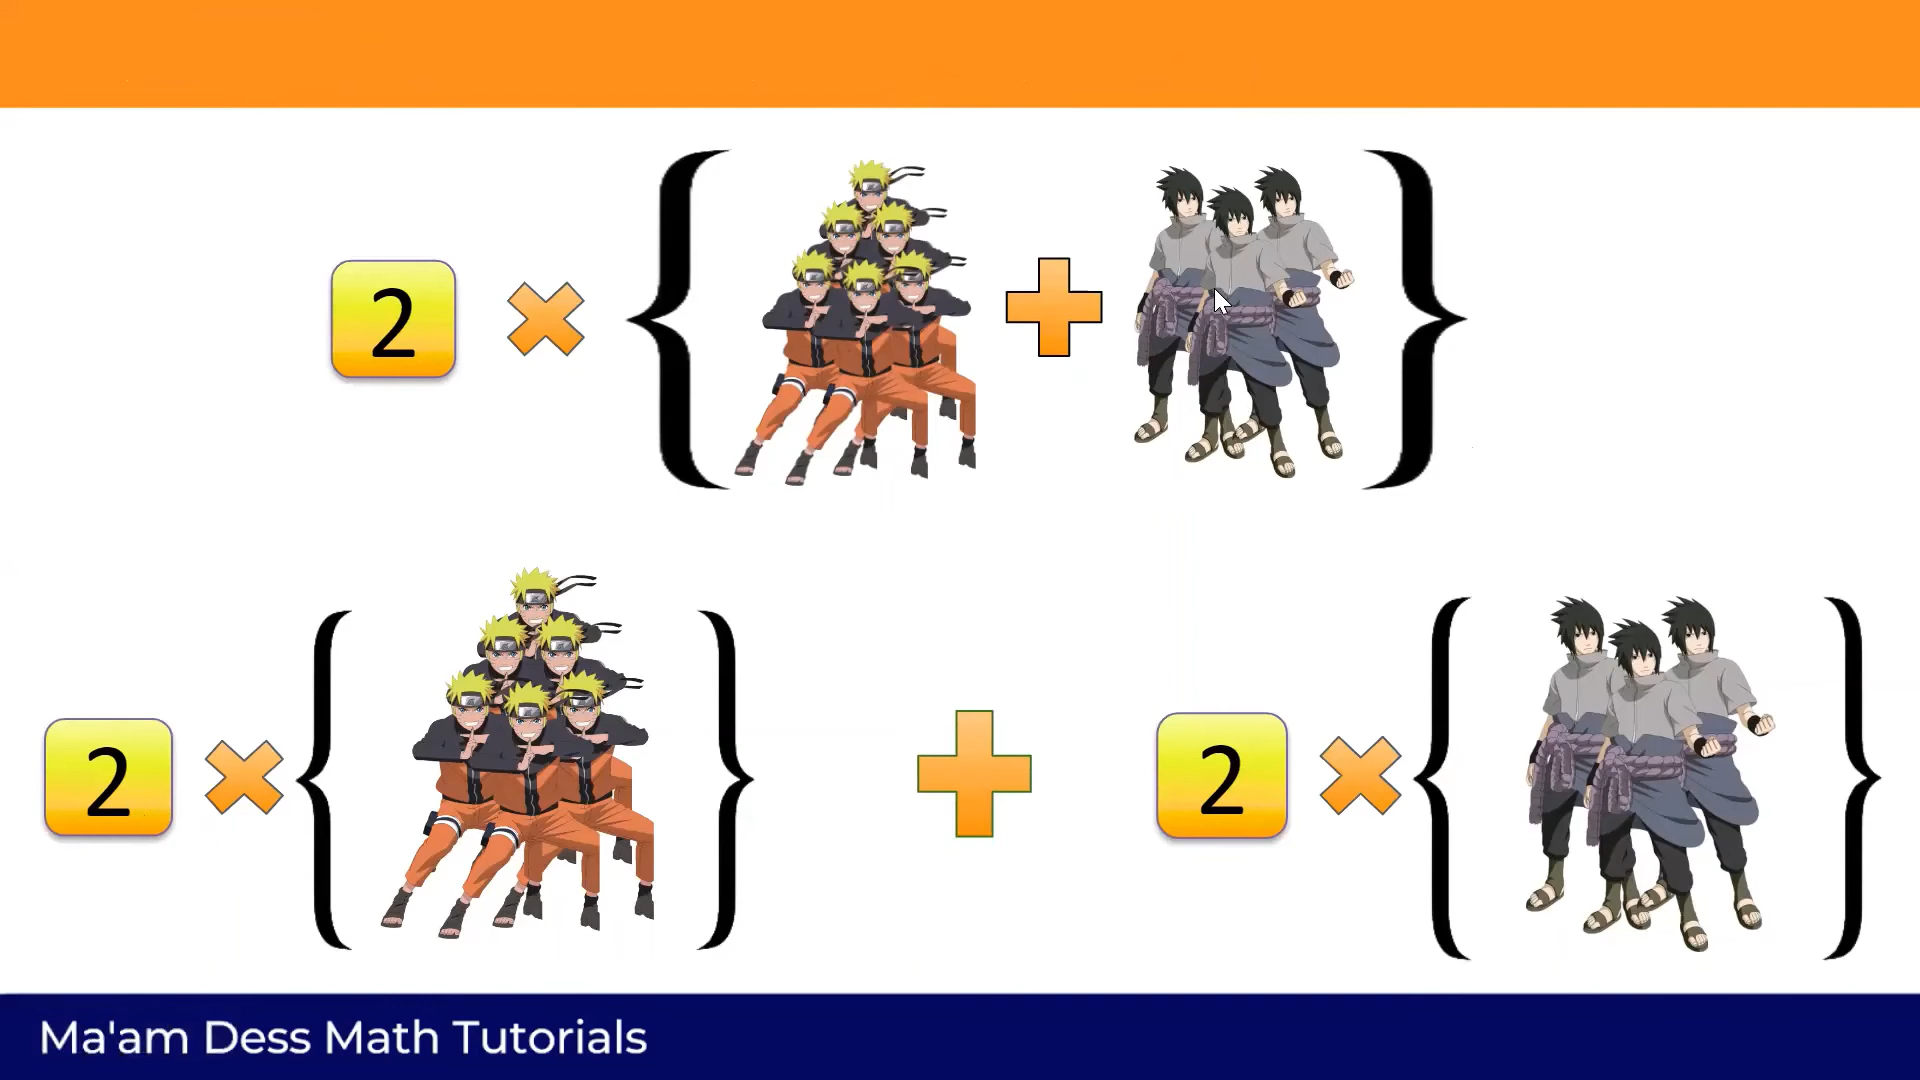 2 × { + }
2 × { } + 2 × { }
Ma'am Dess Math Tutorials